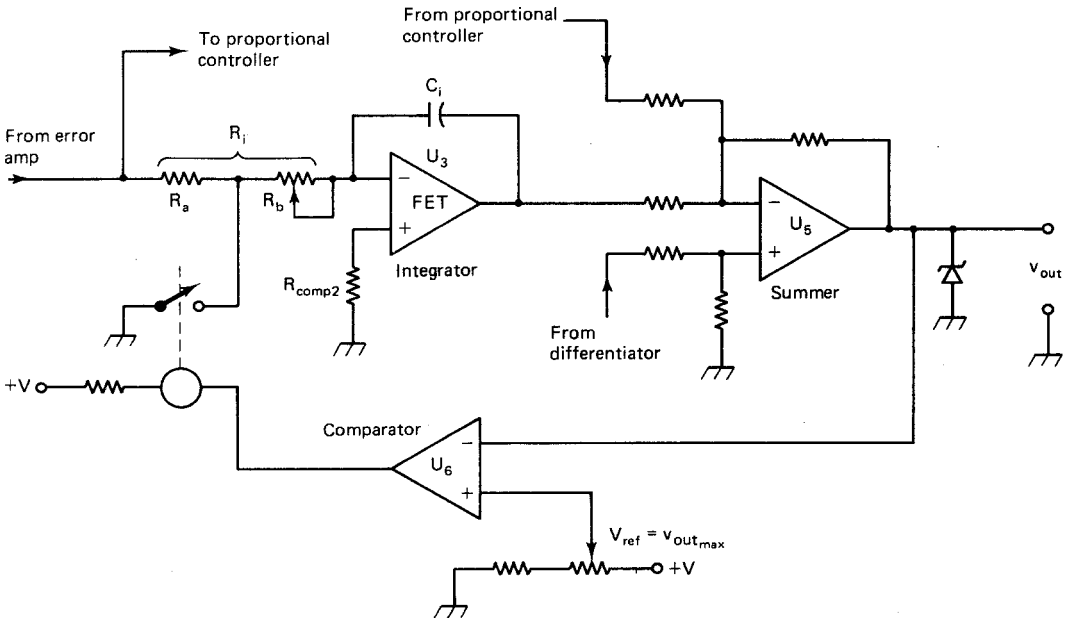 From proportional
controller
To proportional
controller
C_i
From error
amp
R_i
U_3
R_a
R_b
−
FET
+
Integrator
R_comp2
−
U_5
+
Summer
v_out
From
differentiator
+V
Comparator
−
U_6
+
V_ref = v_out_max
+V